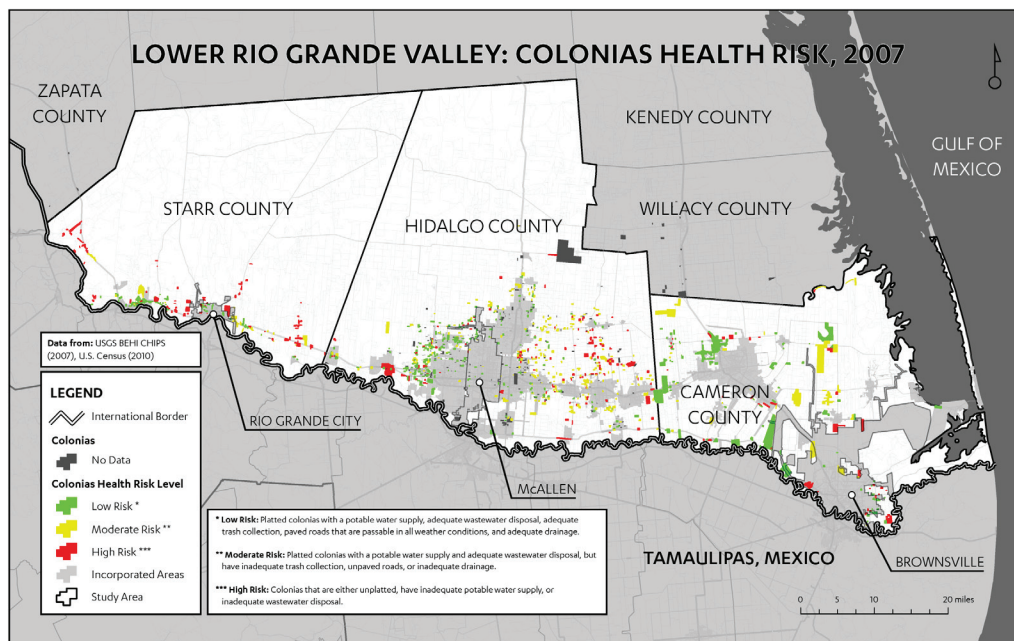 LOWER RIO GRANDE VALLEY: COLONIAS HEALTH RISK, 2007
ZAPATA
COUNTY
KENEDY COUNTY
GULF OF
MEXICO
STARR COUNTY
HIDALGO COUNTY
WILLACY COUNTY
Data from: USGS BEHI CHIPS
(2007), U.S. Census (2010)
LEGEND
International Border
Colonias
No Data
Colonias Health Risk Level
Low Risk *
Moderate Risk **
High Risk ***
Incorporated Areas
Study Area
RIO GRANDE CITY
CAMERON
COUNTY
McALLEN
* Low Risk: Platted colonias with a potable water supply, adequate wastewater disposal, adequate
trash collection, paved roads that are passable in all weather conditions, and adequate drainage.
** Moderate Risk: Platted colonias with a potable water supply and adequate wastewater disposal, but
have inadequate trash collection, unpaved roads, or inadequate drainage.
*** High Risk: Colonias that are either unplatted, have inadequate potable water supply, or
inadequate wastewater disposal.
TAMAULIPAS, MEXICO
BROWNSVILLE
0 5 10 20 miles